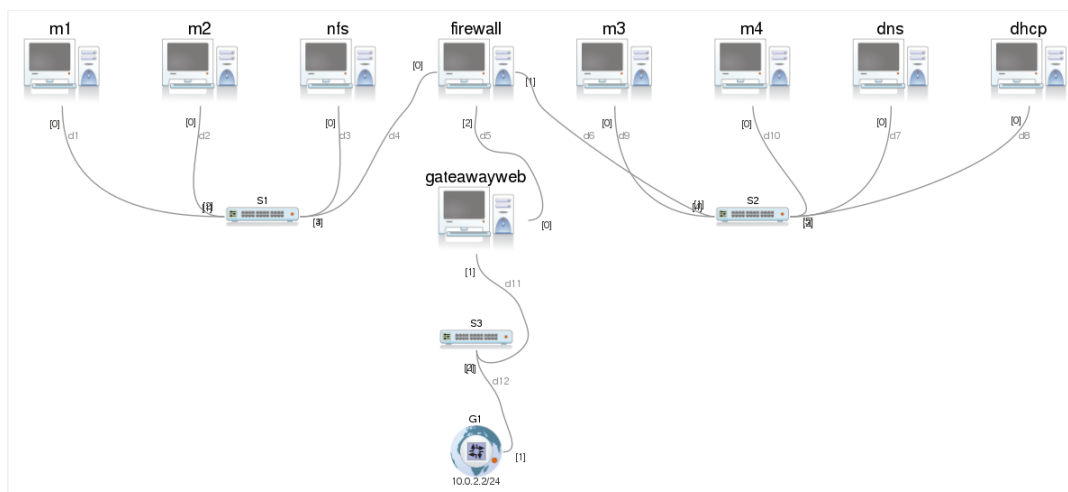 m1
m2
nfs
firewall
m3
m4
dns
dhcp
[0]
[1]
[0]
d1
[0]
d2
[0]
d3
d4
[2]
d5
d6
[0]
d9
[0]
d10
[0]
d7
[0]
d8
gateawayweb
S1
S2
[0]
[1]
d11
S3
d12
G1
[1]
10.0.2.2/24